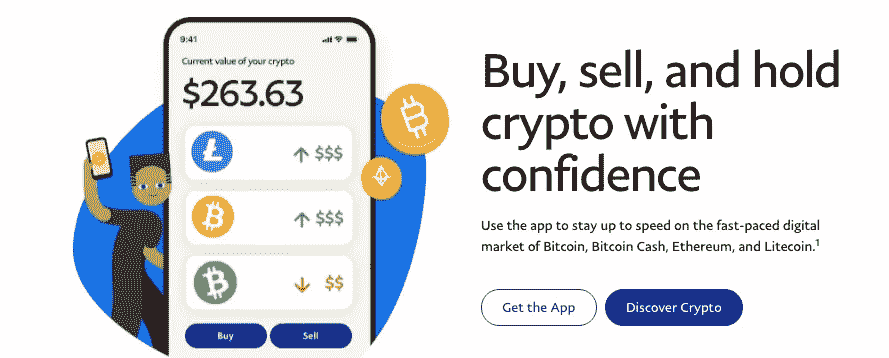 9:41
Current value of your crypto
$263.63
$$$
$$$
$$
Buy
Sell
Buy, sell, and hold
crypto with
confidence
Use the app to stay up to speed on the fast-paced digital
market of Bitcoin, Bitcoin Cash, Ethereum, and Litecoin.¹
Get the App
Discover Crypto